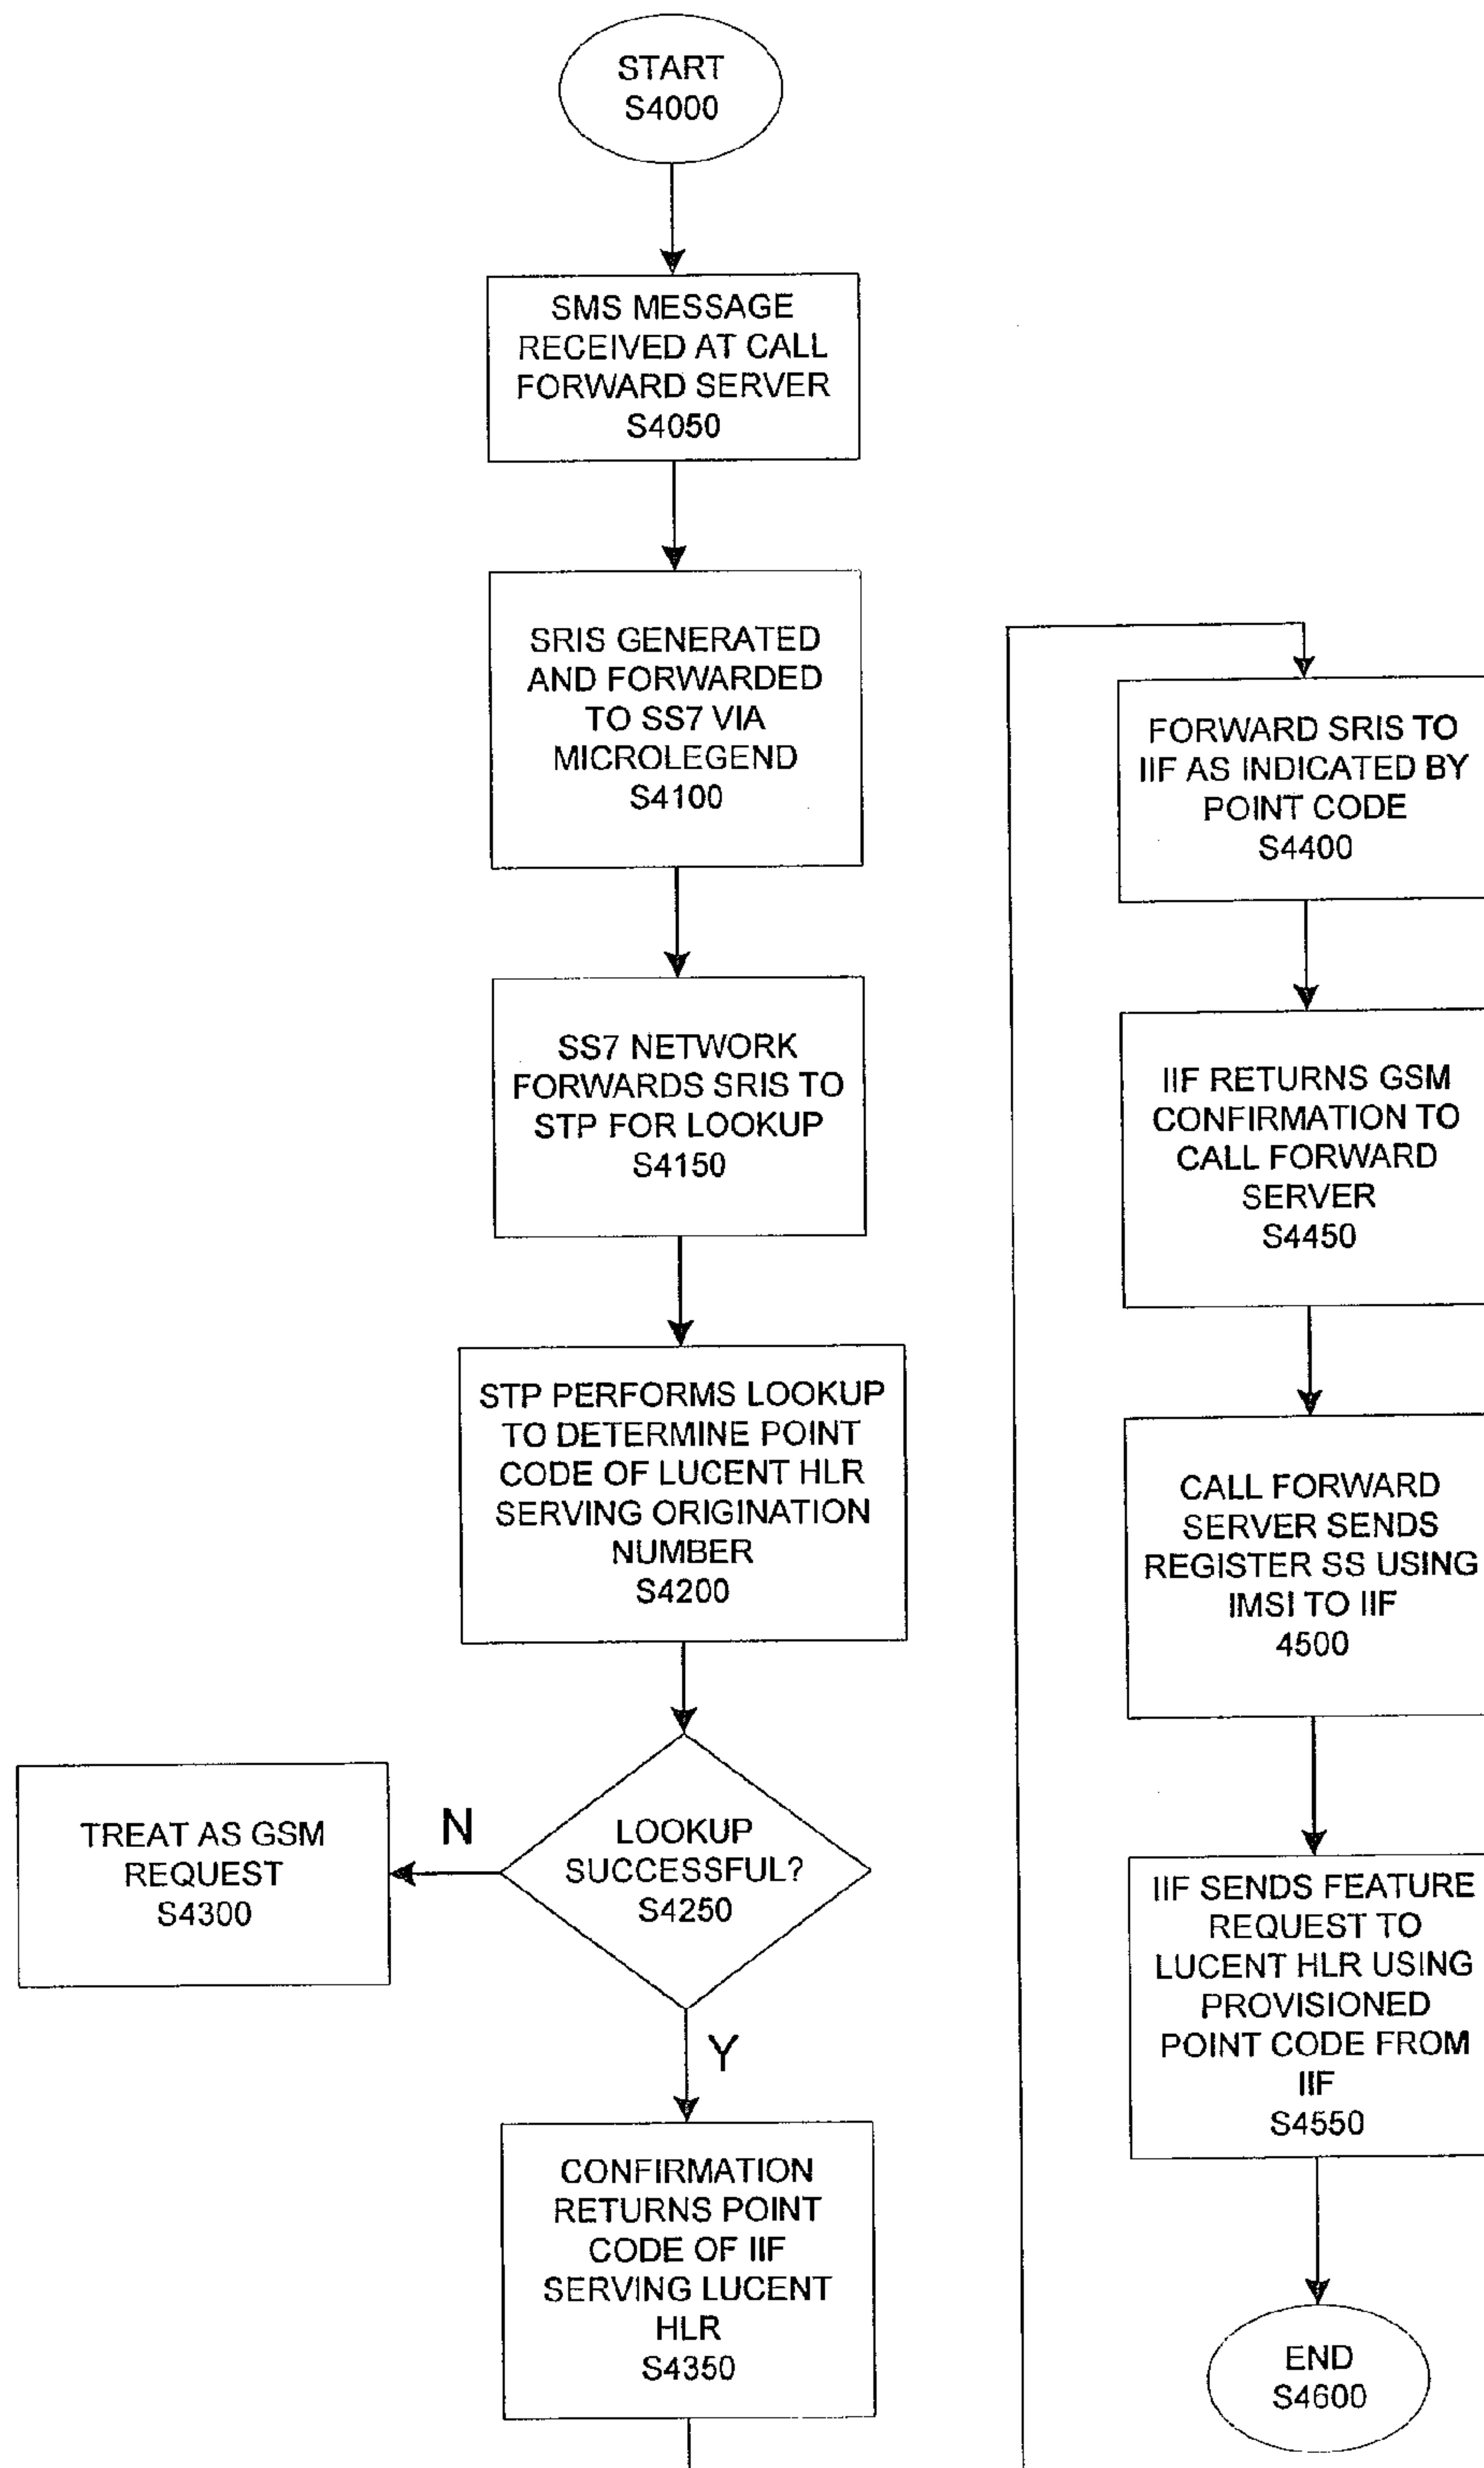 START
S4000
SMS MESSAGE
RECEIVED AT CALL
FORWARD SERVER
S4050
SRIS GENERATED
AND FORWARDED
TO SS7 VIA
MICROLEGEND
S4100
SS7 NETWORK
FORWARDS SRIS TO
STP FOR LOOKUP
S4150
STP PERFORMS LOOKUP
TO DETERMINE POINT
CODE OF LUCENT HLR
SERVING ORIGINATION
NUMBER
S4200
LOOKUP
SUCCESSFUL?
S4250
N
TREAT AS GSM
REQUEST
S4300
Y
CONFIRMATION
RETURNS POINT
CODE OF IIF
SERVING LUCENT
HLR
S4350
FORWARD SRIS TO
IIF AS INDICATED BY
POINT CODE
S4400
IIF RETURNS GSM
CONFIRMATION TO
CALL FORWARD
SERVER
S4450
CALL FORWARD
SERVER SENDS
REGISTER SS USING
IMSI TO IIF
4500
IIF SENDS FEATURE
REQUEST TO
LUCENT HLR USING
PROVISIONED
POINT CODE FROM
IIF
S4550
END
S4600